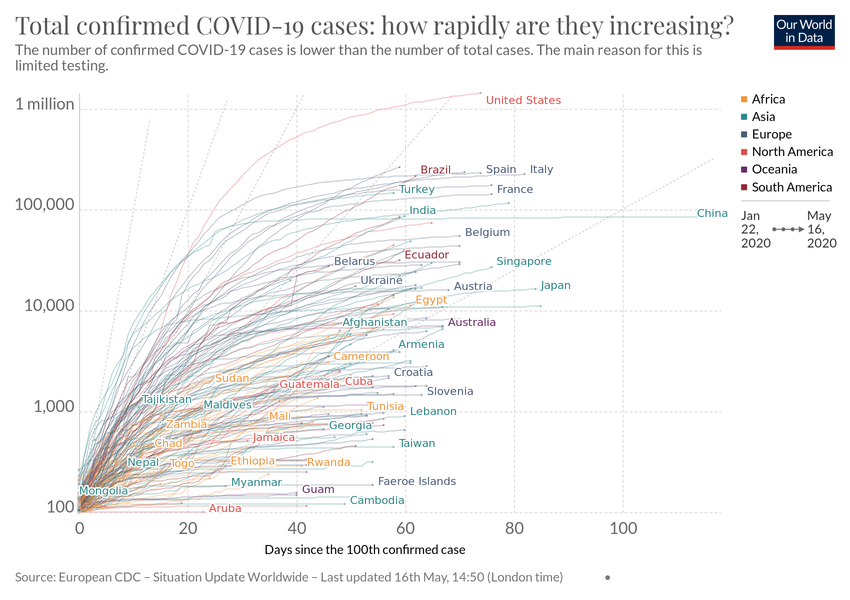 Total confirmed COVID-19 cases: how rapidly are they increasing?
The number of confirmed COVID-19 cases is lower than the number of total cases. The main reason for this is
limited testing.
Our World
in Data
1 million
100,000
10,000
1,000
100
United States
Brazil
Spain
Italy
Turkey
France
India
China
Belgium
Ecuador
Belarus
Singapore
Ukraine
Austria
Japan
Egypt
Afghanistan
Australia
Armenia
Cameroon
Croatia
Sudan
Guatemala
Cuba
Slovenia
Tajikistan
Maldives
Tunisia
Lebanon
Mali
Zambia
Georgia
Jamaica
Chad
Taiwan
Nepal
Togo
Ethiopia
Rwanda
Myanmar
Faeroe Islands
Mongolia
Guam
Cambodia
Aruba
0
20
40
60
80
100
Days since the 100th confirmed case
Africa
Asia
Europe
North America
Oceania
South America
Jan
22,
2020
May
16,
2020
Source: European CDC – Situation Update Worldwide – Last updated 16th May, 14:50 (London time)